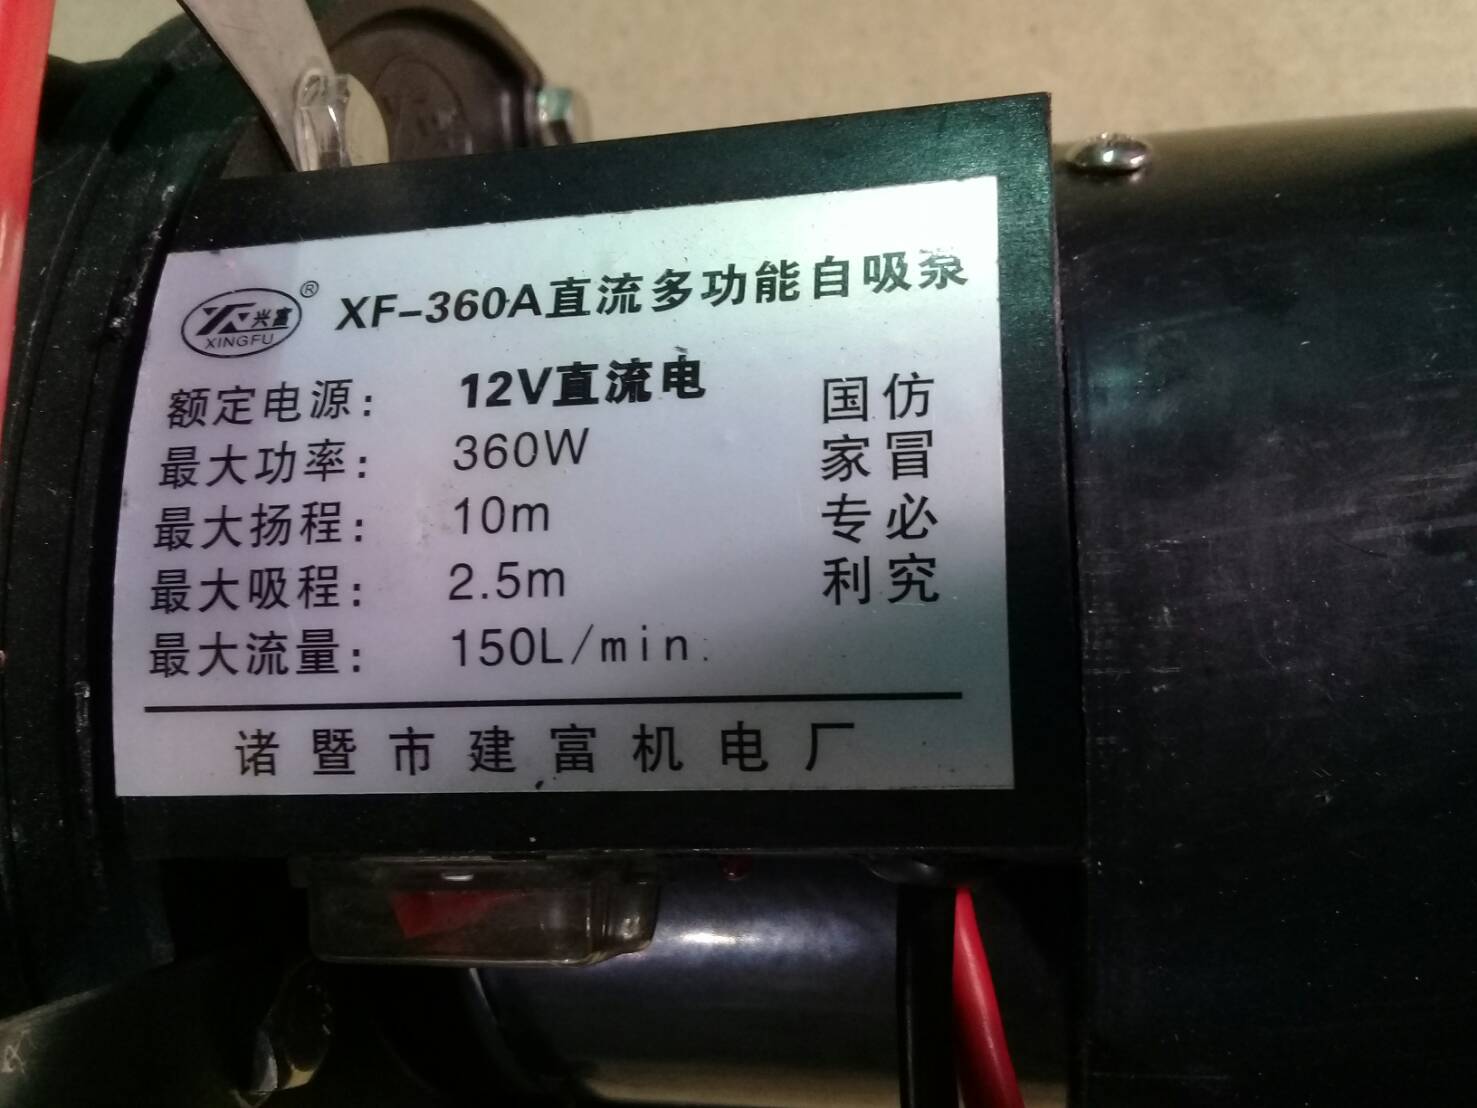 兴富®
XINGFU
XF-360A直流多功能自吸泵
额定电源： 12V直流电
最大功率： 360W
最大扬程： 10m
最大吸程： 2.5m
最大流量： 150L/min.
国家专利
仿冒必究
诸暨市建富机电厂